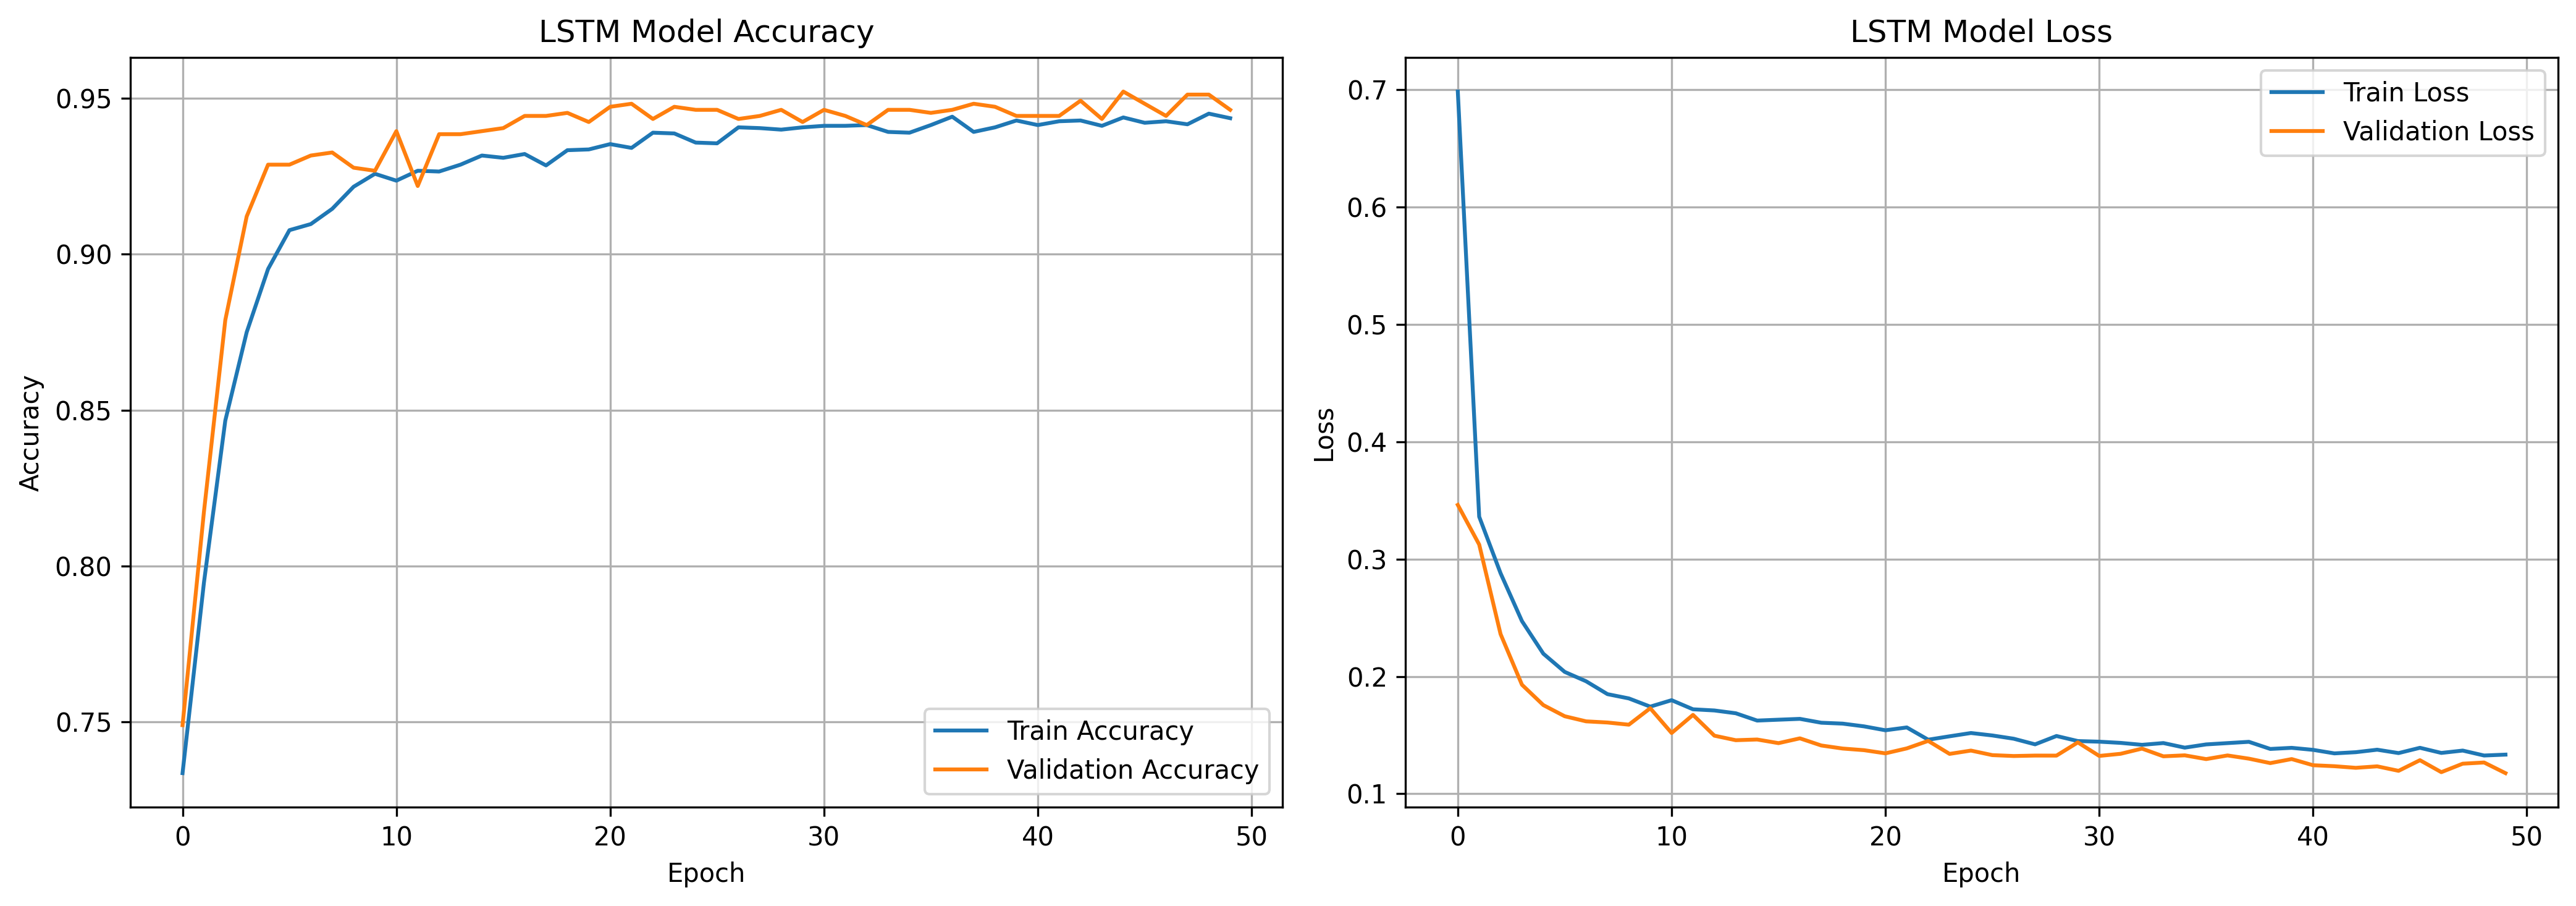 LSTM Model Accuracy
0.95
0.90
0.85
0.80
0.75
Accuracy
0 10 20 30 40 50
Epoch
Train Accuracy
Validation Accuracy
LSTM Model Loss
0.7
0.6
0.5
0.4
0.3
0.2
0.1
Loss
0 10 20 30 40 50
Epoch
Train Loss
Validation Loss